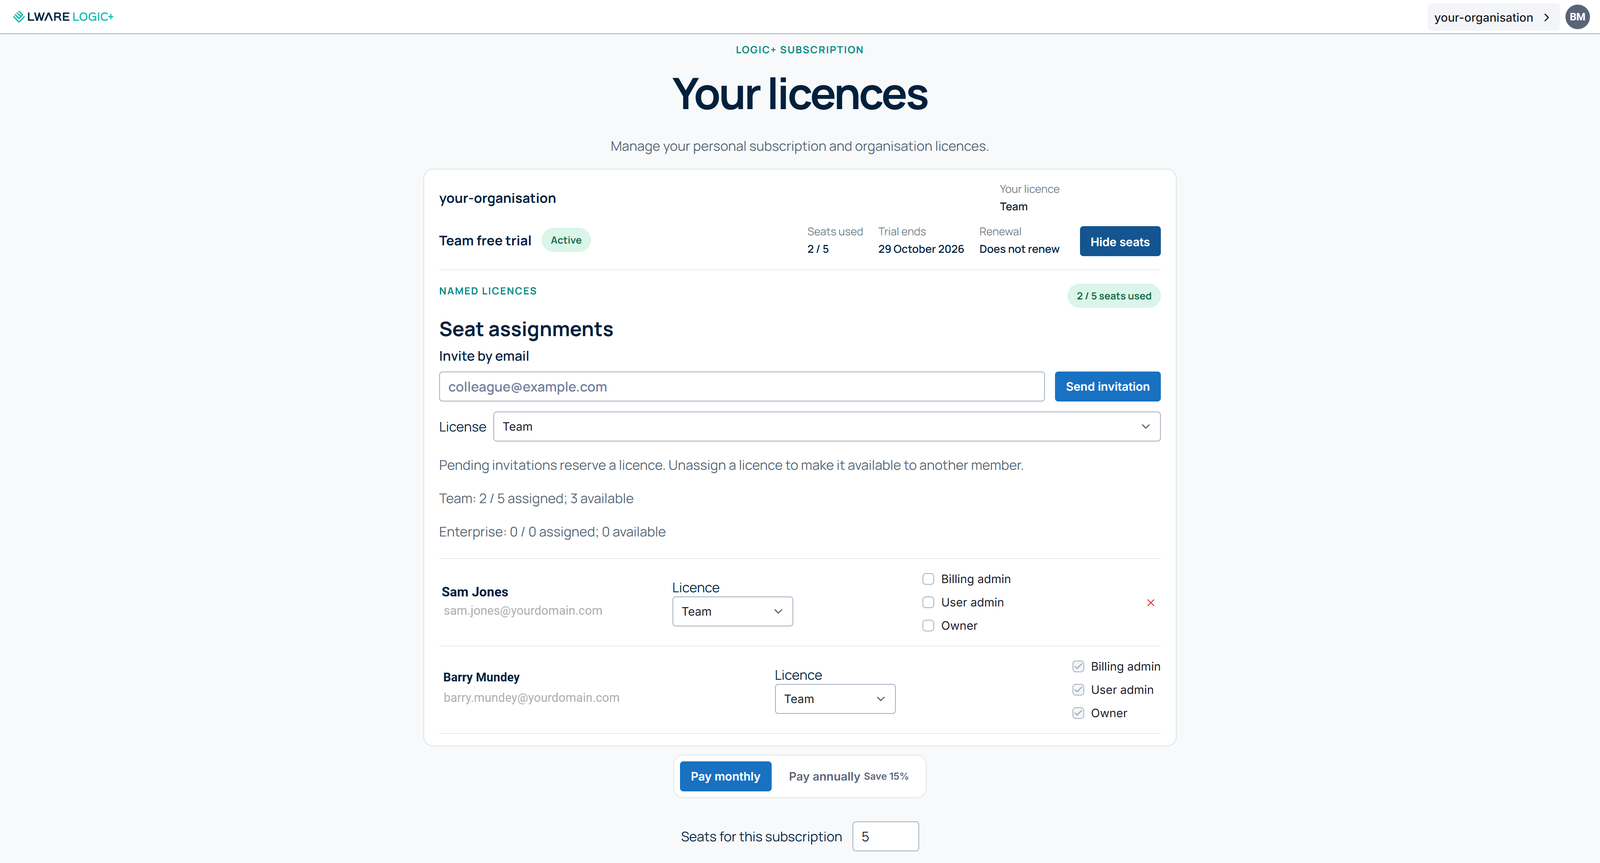 LWARE LOGIC+
your-organisation
BM
LOGIC+ SUBSCRIPTION
Your licences
Manage your personal subscription and organisation licences.
your-organisation
Your licence
Team
Team free trial
Active
Seats used
2 / 5
Trial ends
29 October 2026
Renewal
Does not renew
Hide seats
NAMED LICENCES
2 / 5 seats used
Seat assignments
Invite by email
colleague@example.com
Send invitation
License
Team
Pending invitations reserve a licence. Unassign a licence to make it available to another member.
Team: 2 / 5 assigned; 3 available
Enterprise: 0 / 0 assigned; 0 available
Sam Jones
sam.jones@yourdomain.com
Licence
Team
Billing admin
User admin
Owner
Barry Mundey
barry.mundey@yourdomain.com
Licence
Team
Billing admin
User admin
Owner
Pay monthly
Pay annually Save 15%
Seats for this subscription
5